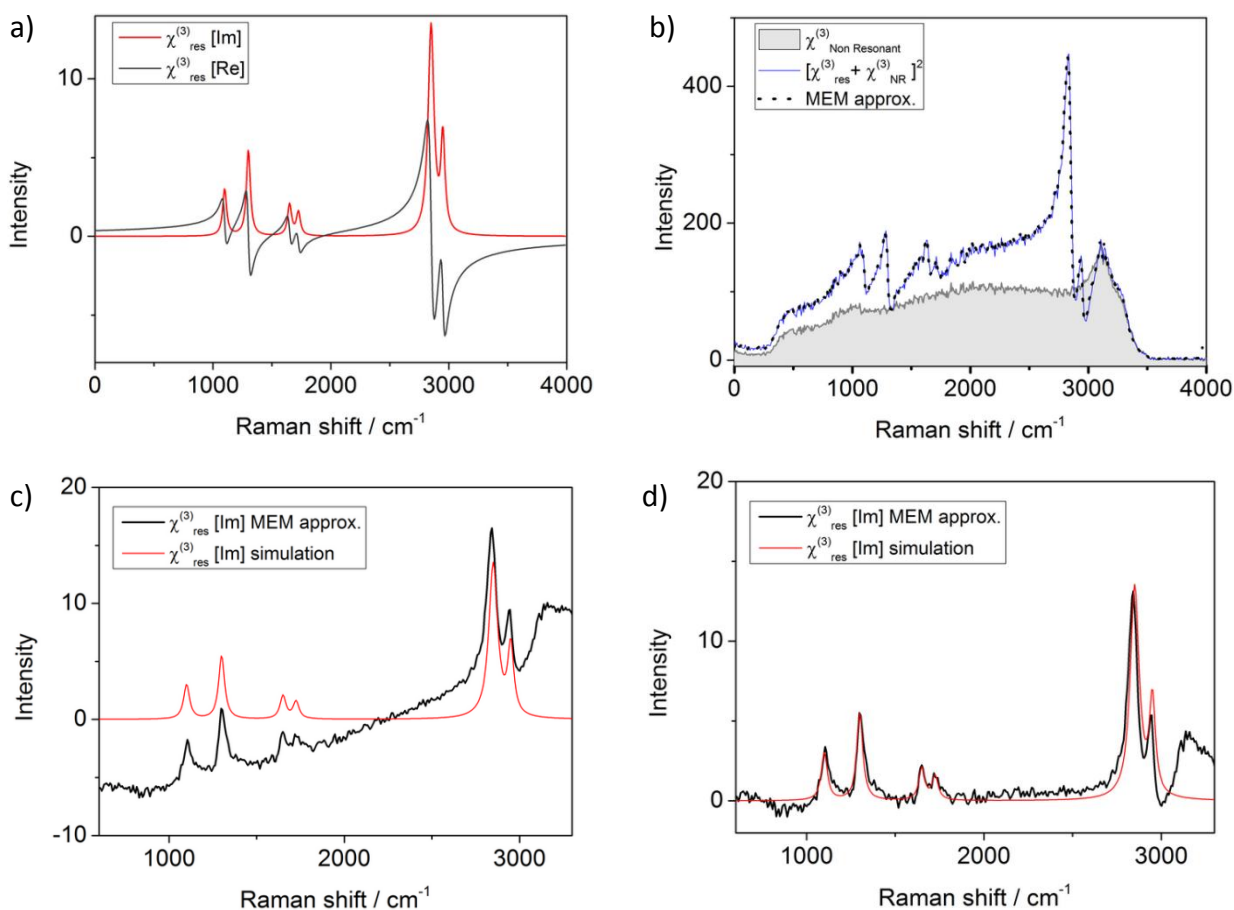 a)
χ(3)res [Im]
χ(3)res [Re]
Intensity
10
0
0
1000
2000
3000
4000
Raman shift / cm-1
b)
χ(3)Non Resonant
[χ(3)res + χ(3)NR ]2
MEM approx.
Intensity
400
200
0
0
1000
2000
3000
4000
Raman shift / cm-1
c)
χ(3)res [Im] MEM approx.
χ(3)res [Im] simulation
Intensity
20
10
0
-10
1000
2000
3000
Raman shift / cm-1
d)
χ(3)res [Im] MEM approx.
χ(3)res [Im] simulation
Intensity
20
10
0
1000
2000
3000
Raman shift / cm-1